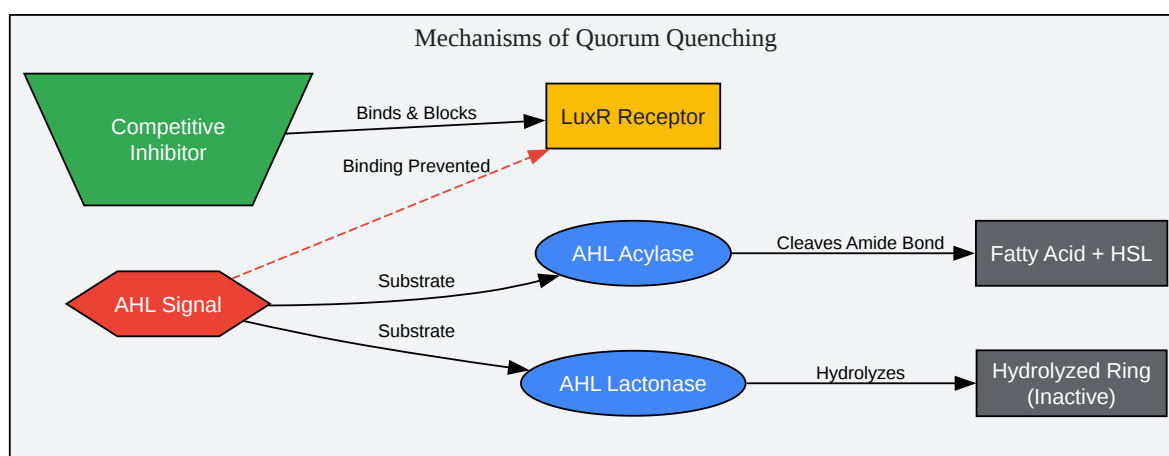 Mechanisms of Quorum Quenching
Competitive
Inhibitor
Binds & Blocks
LuxR Receptor
Binding Prevented
AHL Signal
Substrate
AHL Acylase
Cleaves Amide Bond
Fatty Acid + HSL
Substrate
AHL Lactonase
Hydrolyzes
Hydrolyzed Ring
(Inactive)